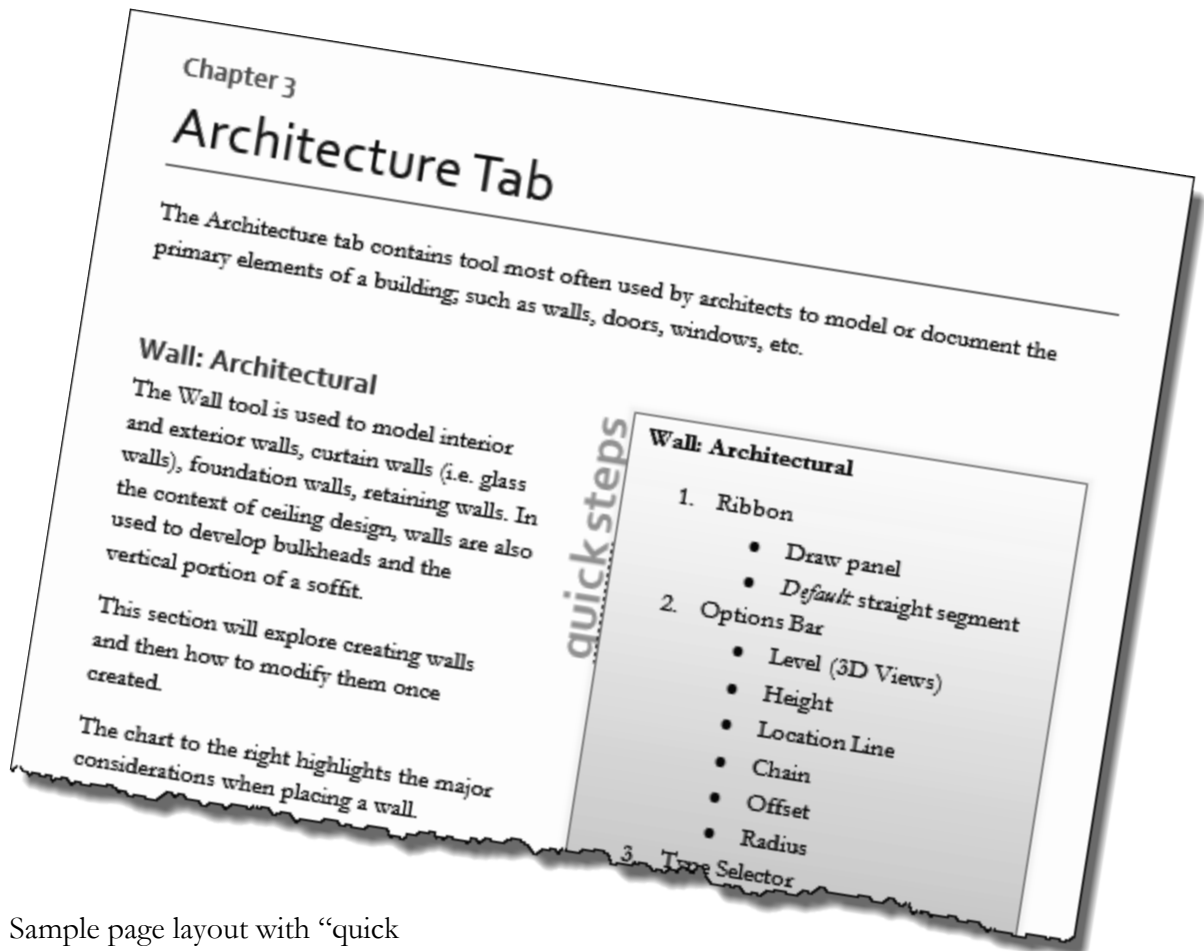 Chapter 3
Architecture Tab
The Architecture tab contains tool most often used by architects to model or document the
primary elements of a building; such as walls, doors, windows, etc.
Wall: Architectural
The Wall tool is used to model interior
and exterior walls, curtain walls (i.e. glass
walls), foundation walls, retaining walls. In
the context of ceiling design, walls are also
used to develop bulkheads and the
vertical portion of a soffit.
This section will explore creating walls
and then how to modify them once
created.
The chart to the right highlights the major
considerations when placing a wall.
quick steps
Wall: Architectural
1. Ribbon
• Draw panel
• Default: straight segment
2. Options Bar
• Level (3D Views)
• Height
• Location Line
• Chain
• Offset
• Radius
3. Type Selector
Sample page layout with “quick